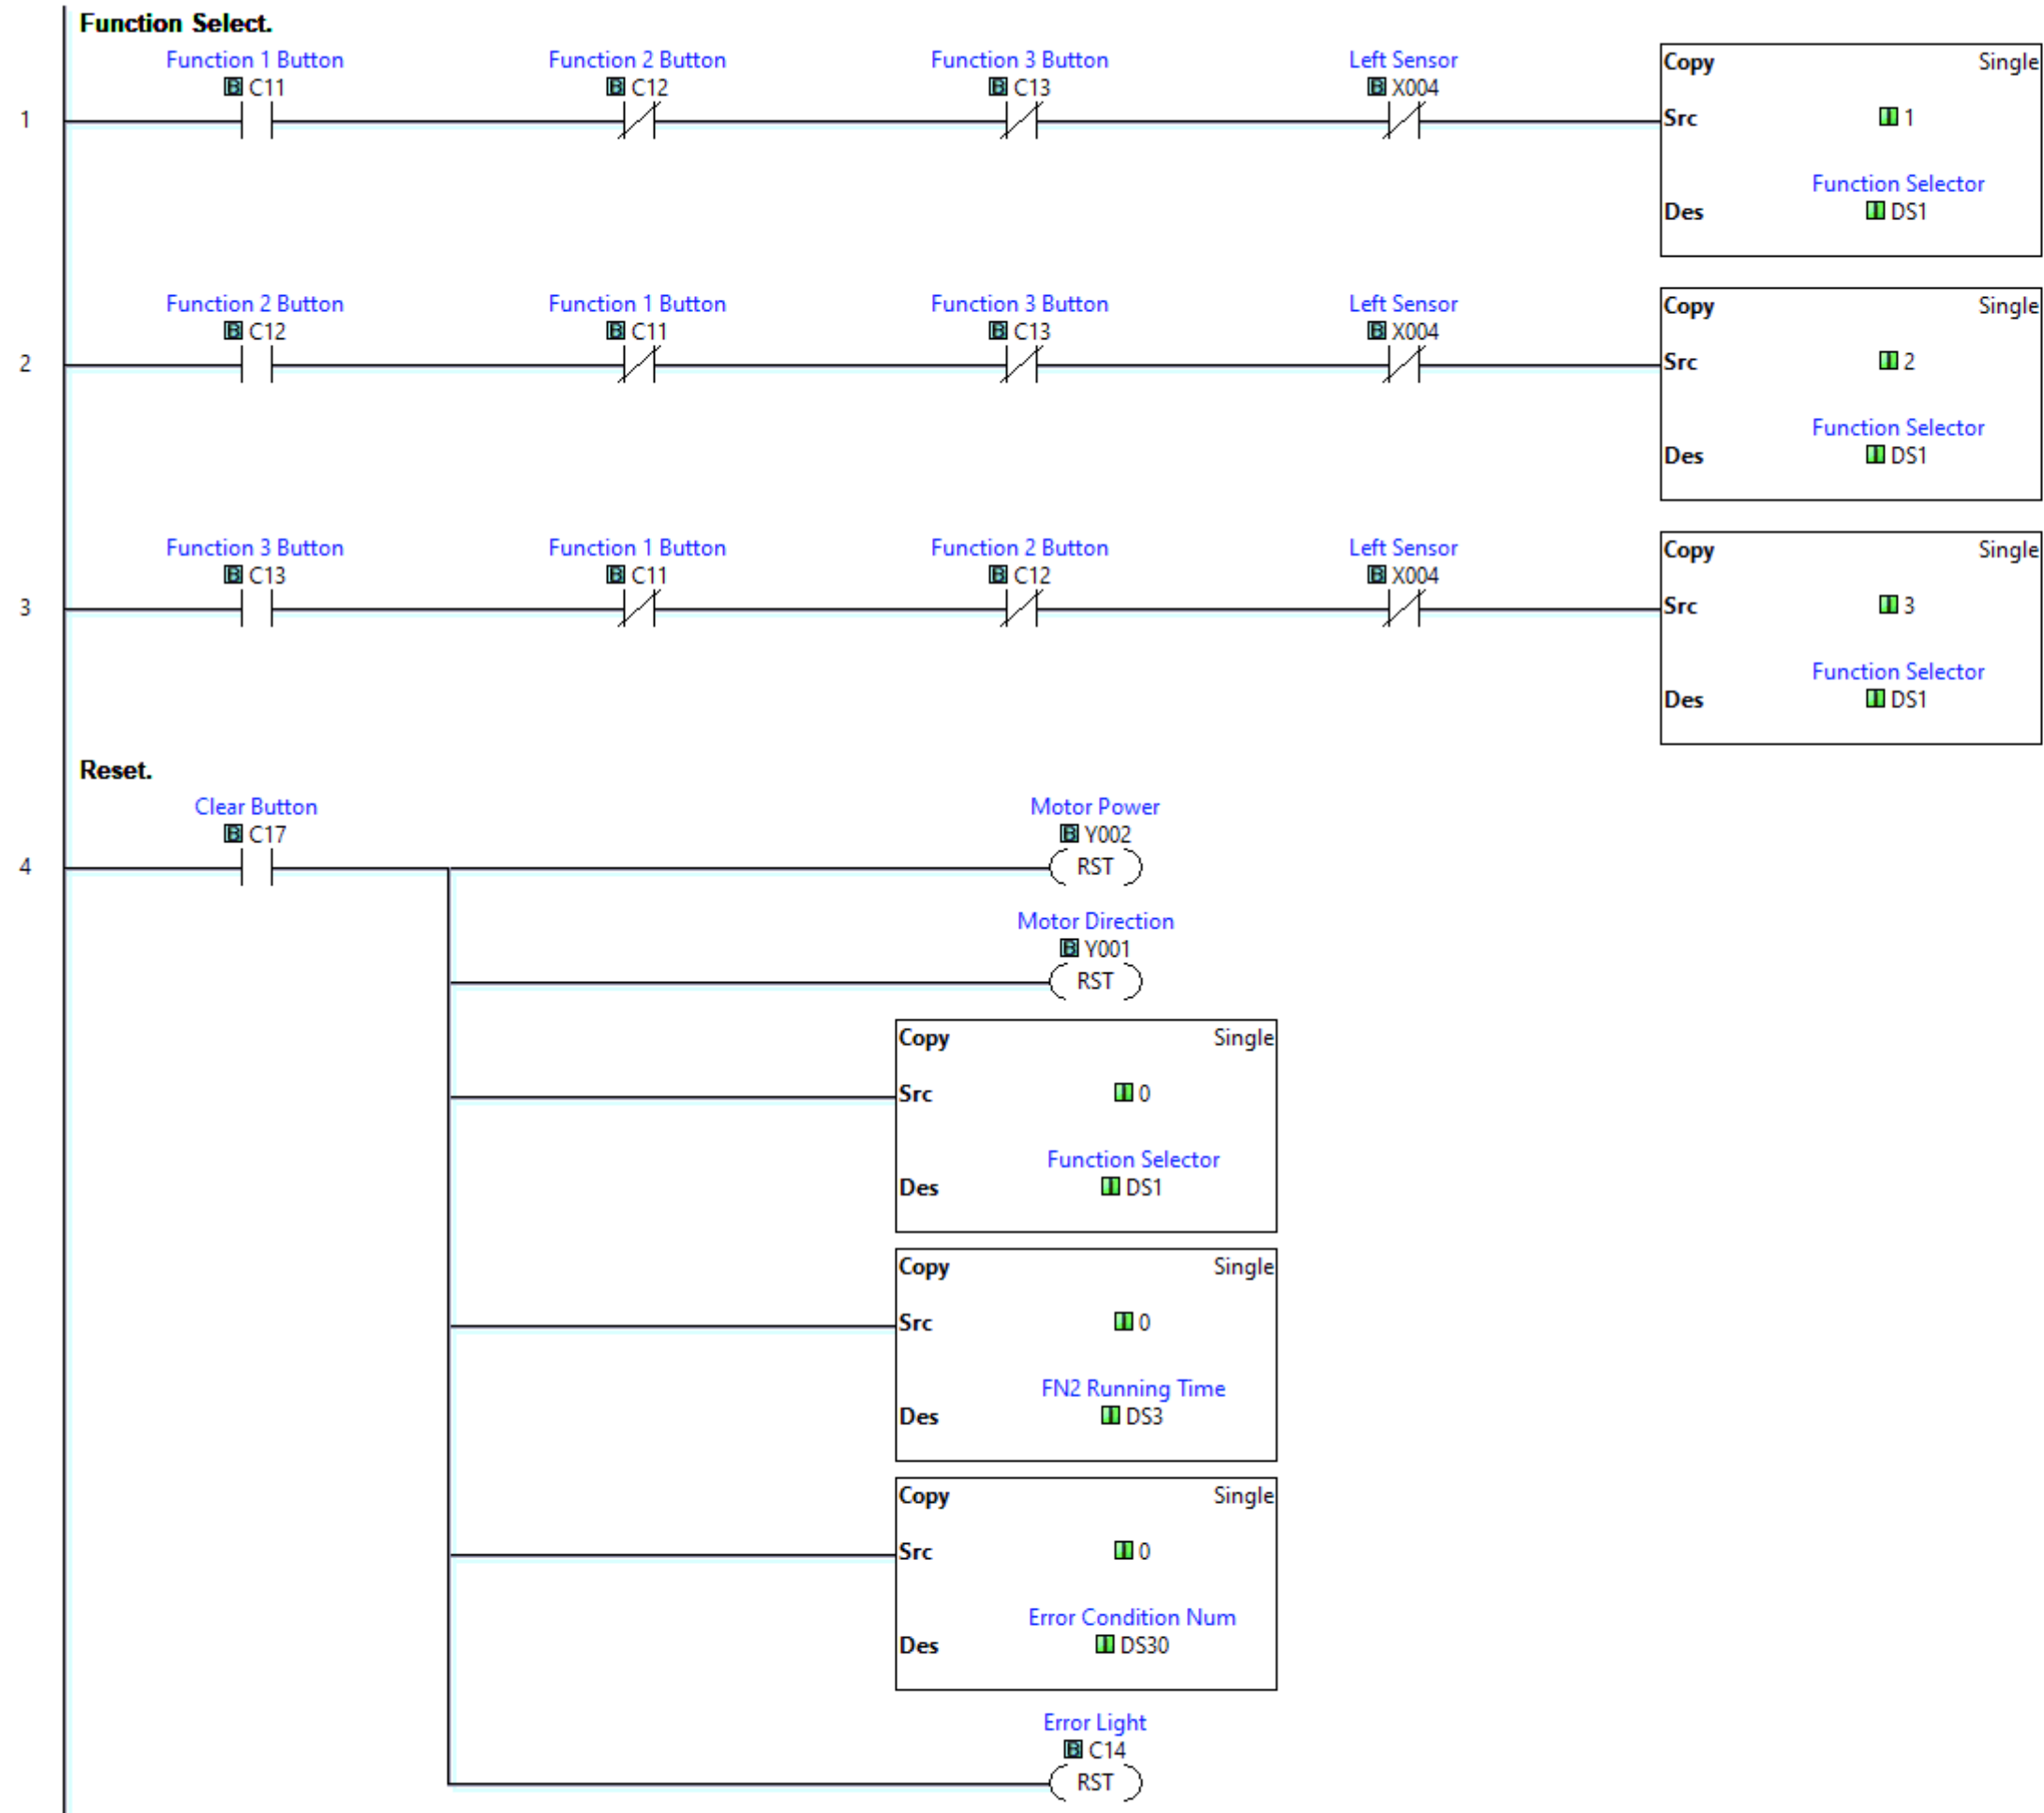 Function Select.
Function 1 Button Function 2 Button Function 3 Button Left Sensor
B C11 B C12 B C13 B X004
Copy Single
1
Src 1
Function Selector
Des DS1
Function 2 Button Function 1 Button Function 3 Button Left Sensor
B C12 B C11 B C13 B X004
Copy Single
2
Src 2
Function Selector
Des DS1
Function 3 Button Function 1 Button Function 2 Button Left Sensor
B C13 B C11 B C12 B X004
Copy Single
3
Src 3
Function Selector
Des DS1
Reset.
Clear Button Motor Power
B C17 B Y002
4 RST
Motor Direction
B Y001
RST
Copy Single
Src 0
Function Selector
Des DS1
Copy Single
Src 0
FN2 Running Time
Des DS3
Copy Single
Src 0
Error Condition Num
Des DS30
Error Light
B C14
RST